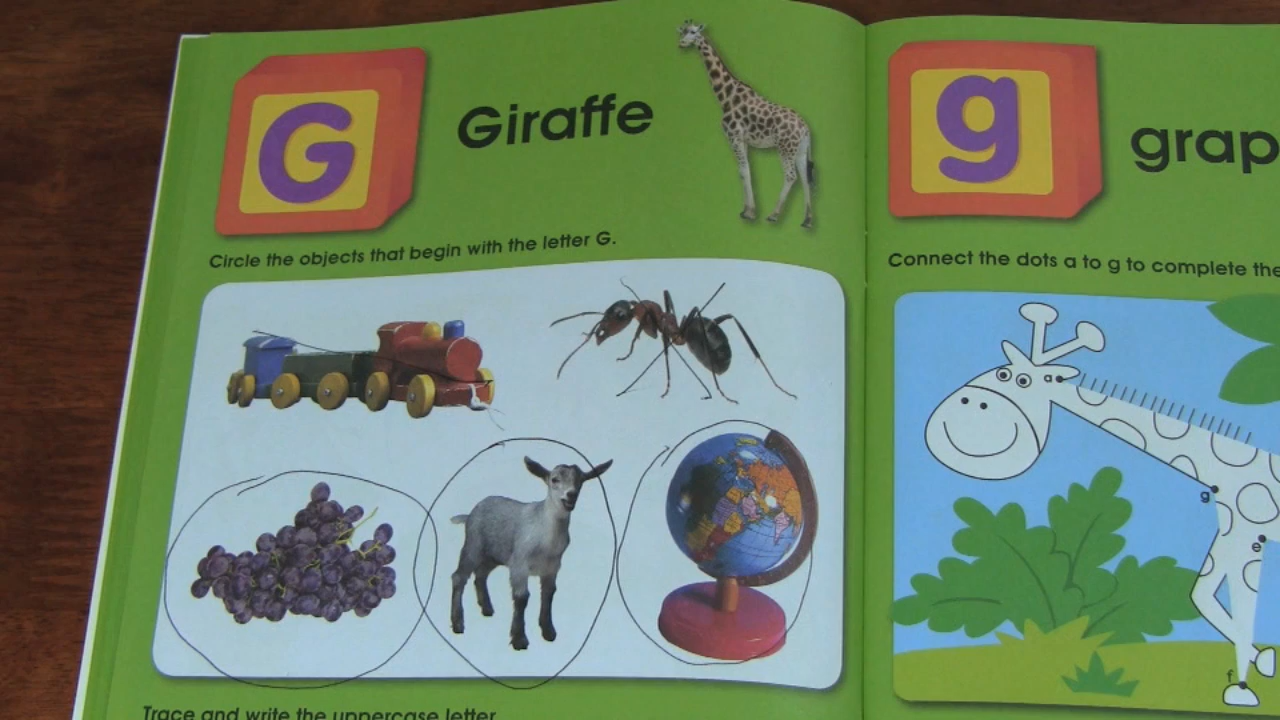 G
Giraffe
Circle the objects that begin with the letter G.
Trace and write the uppercase letter
g
grap
Connect the dots a to g to complete the
a
g
e
f